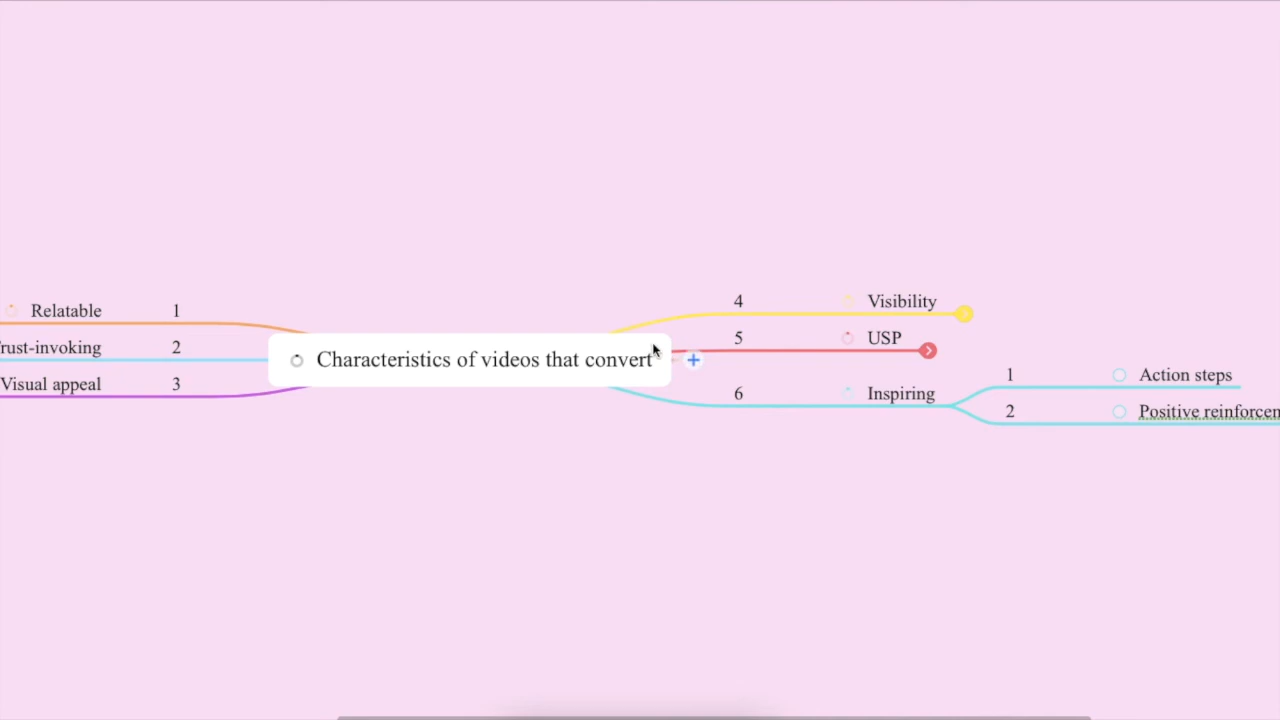 Relatable 1
rust-invoking 2
Visual appeal 3
Characteristics of videos that convert
4 Visibility
5 USP
6 Inspiring
1 Action steps
2 Positive reinforcen